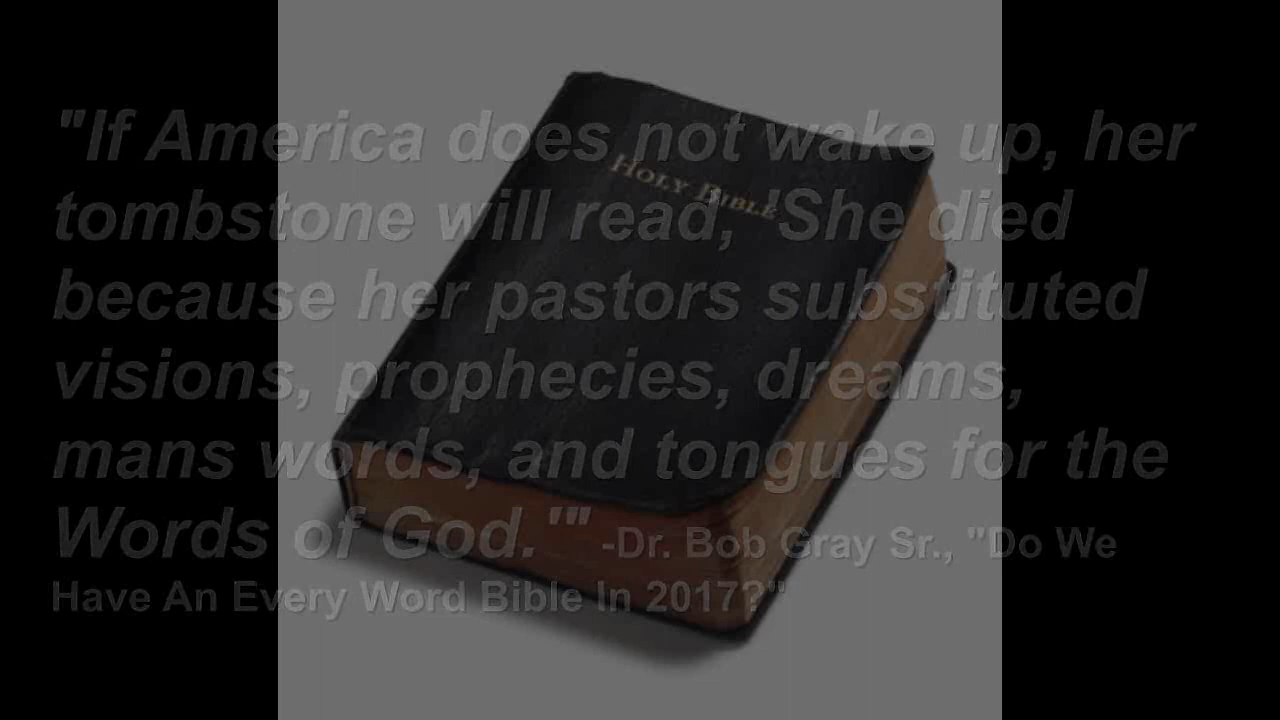 "If America does not wake up, her
tombstone will read, 'She died
because her pastors substituted
visions, prophecies, dreams,
mans words, and tongues for the
Words of God.'" -Dr. Bob Gray Sr., "Do We
Have An Every Word Bible In 2017?"
HOLY BIBLE